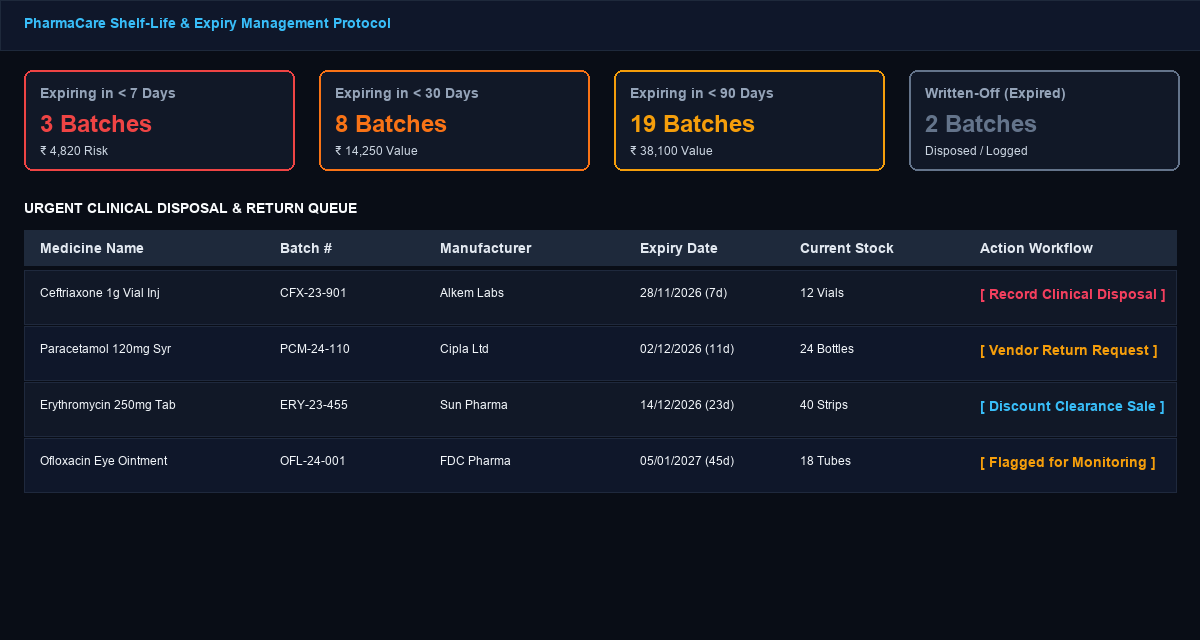 PharmaCare Shelf-Life & Expiry Management Protocol
Expiring in < 7 Days
3 Batches
₹ 4,820 Risk
Expiring in < 30 Days
8 Batches
₹ 14,250 Value
Expiring in < 90 Days
19 Batches
₹ 38,100 Value
Written-Off (Expired)
2 Batches
Disposed / Logged
URGENT CLINICAL DISPOSAL & RETURN QUEUE
Medicine Name Batch # Manufacturer Expiry Date Current Stock Action Workflow
Ceftriaxone 1g Vial Inj CFX-23-901 Alkem Labs 28/11/2026 (7d) 12 Vials [ Record Clinical Disposal ]
Paracetamol 120mg Syr PCM-24-110 Cipla Ltd 02/12/2026 (11d) 24 Bottles [ Vendor Return Request ]
Erythromycin 250mg Tab ERY-23-455 Sun Pharma 14/12/2026 (23d) 40 Strips [ Discount Clearance Sale ]
Ofloxacin Eye Ointment OFL-24-001 FDC Pharma 05/01/2027 (45d) 18 Tubes [ Flagged for Monitoring ]